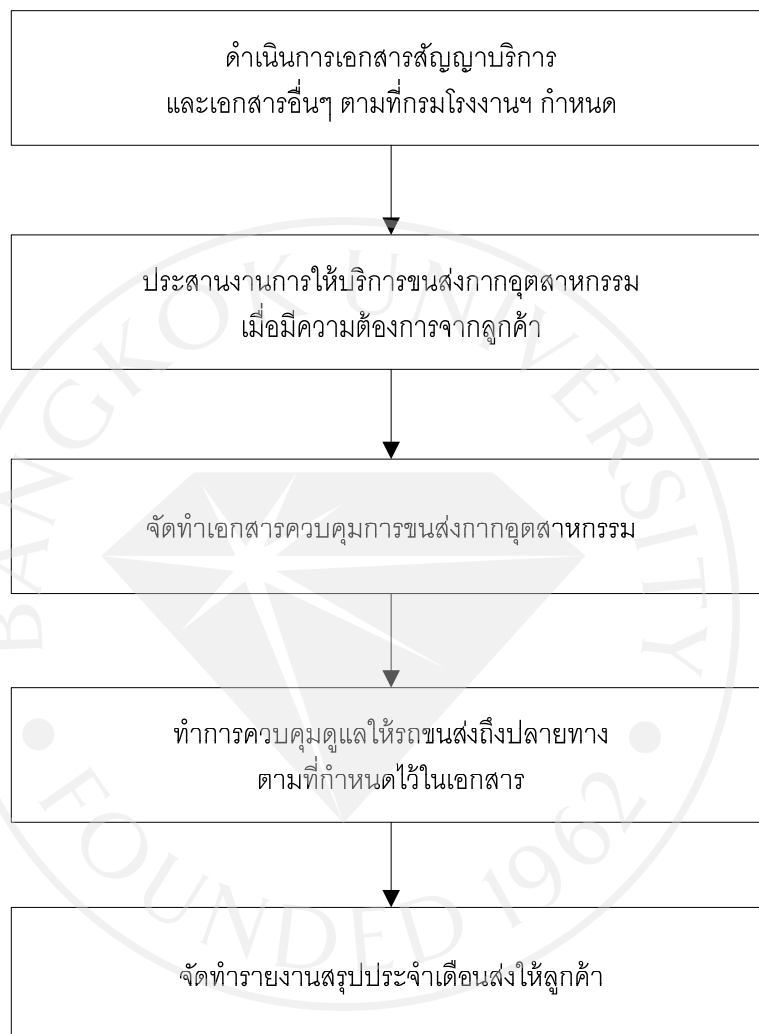 ดำเนินการเอกสารสัญญาบริการ
และเอกสารอื่นๆ ตามที่กรมโรงงานฯ กำหนด
ประสานงานการให้บริการขนส่งกากอุตสาหกรรม
เมื่อมีความต้องการจากลูกค้า
จัดทำเอกสารควบคุมการขนส่งกากอุตสาหกรรม
ทำการควบคุมดูแลให้รถขนส่งถึงปลายทาง
ตามที่กำหนดไว้ในเอกสาร
จัดทำรายงานสรุปประจำเดือนส่งให้ลูกค้า
BANGKOK UNIVERSITY
FOUNDED 1962